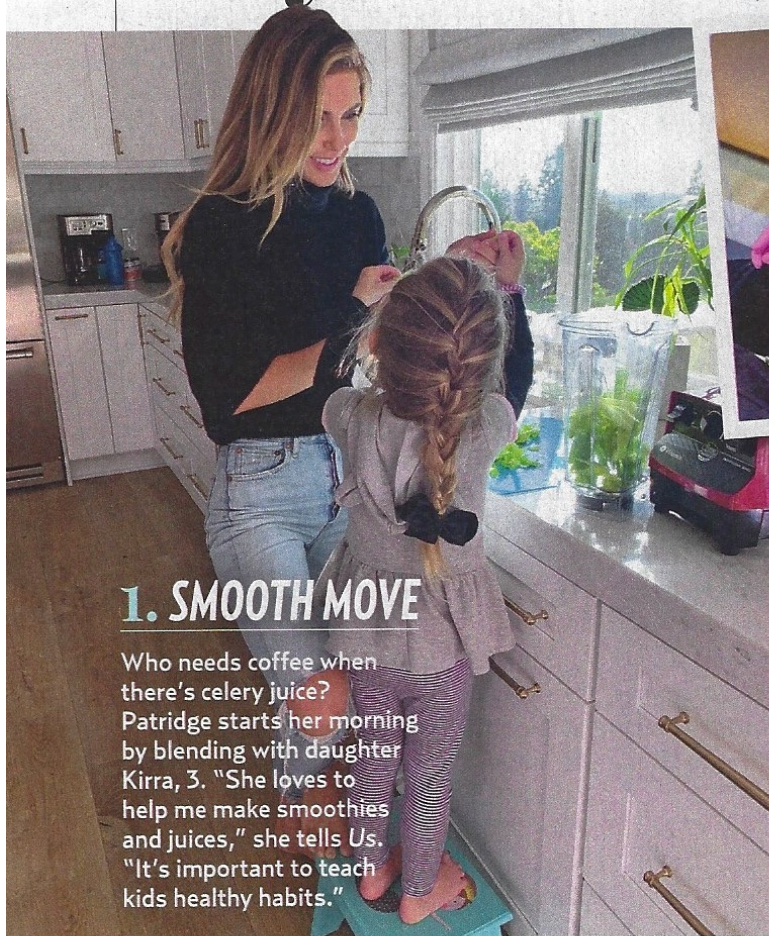 1. SMOOTH MOVE
Who needs coffee when
there's celery juice?
Patridge starts her morning
by blending with daughter
Kirra, 3. “She loves to
help me make smoothies
and juices,” she tells Us.
“It's important to teach
kids healthy habits.”